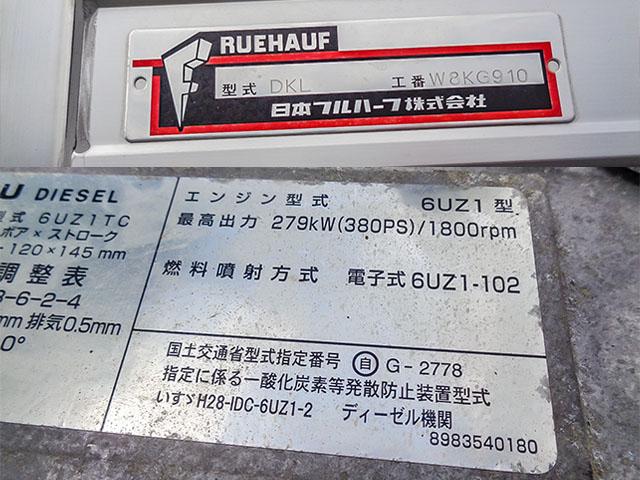 RUEHAUF
型式 DKL 工番 W8KG910
日本フルハーフ株式会社
U DIESEL
型式 6UZ1TC
ボア×ストローク
120×145 mm
調整表
-6-2-4
mm 排気0.5mm
0°
エンジン型式 6UZ1型
最高出力 279kW(380PS)/1800rpm
燃料噴射方式 電子式6UZ1-102
国土交通省型式指定番号 自 G-2778
指定に係る一酸化炭素等発散防止装置型式
いすゞH28-IDC-6UZ1-2 ディーゼル機関
8983540180